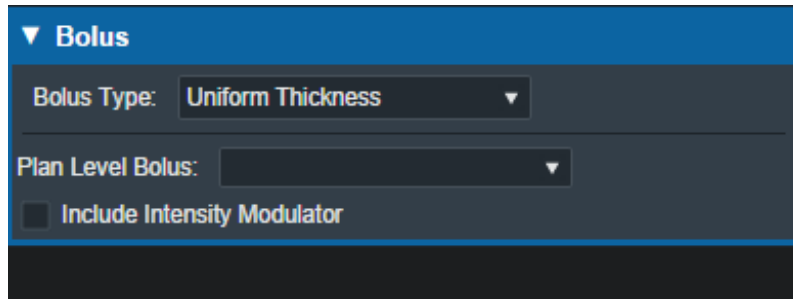 Bolus
Bolus Type: Uniform Thickness
Plan Level Bolus:
Include Intensity Modulator